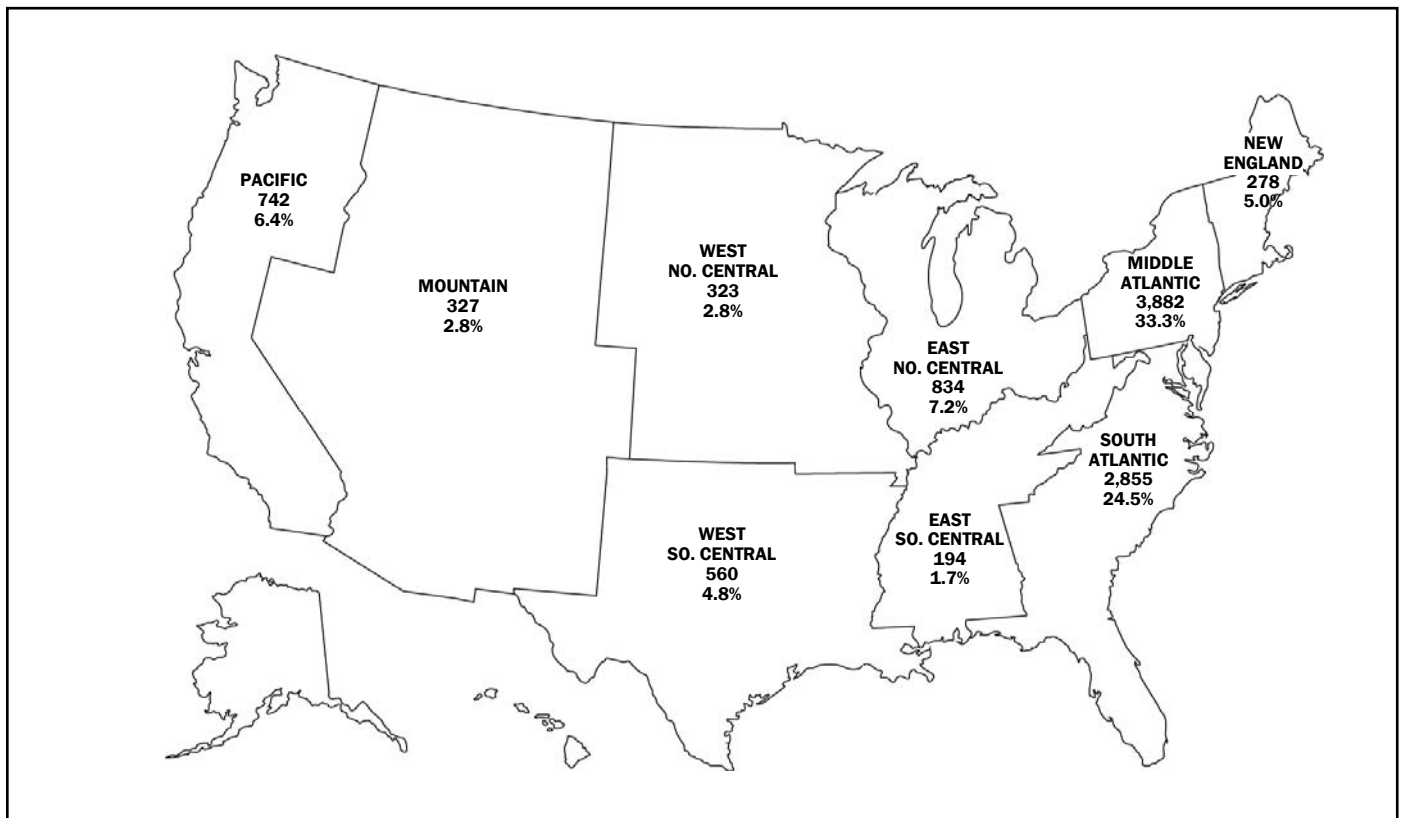 NEW
ENGLAND
278
5.0%
PACIFIC
742
6.4%
WEST
NO. CENTRAL
323
2.8%
MIDDLE
ATLANTIC
3,882
33.3%
MOUNTAIN
327
2.8%
EAST
NO. CENTRAL
834
7.2%
SOUTH
ATLANTIC
2,855
24.5%
WEST
SO. CENTRAL
560
4.8%
EAST
SO. CENTRAL
194
1.7%